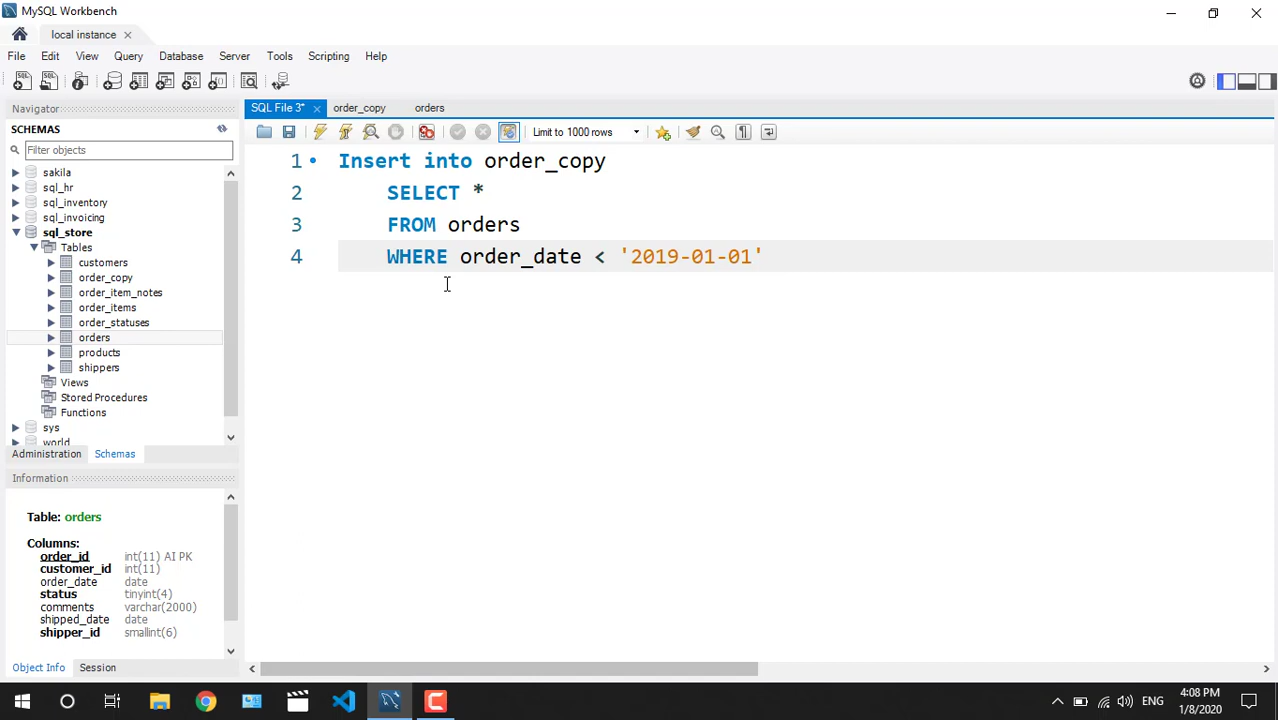 MySQL Workbench
local instance
File Edit View Query Database Server Tools Scripting Help
Navigator
SCHEMAS
Filter objects
sakila
sql_hr
sql_inventory
sql_invoicing
sql_store
Tables
customers
order_copy
order_item_notes
order_items
order_statuses
orders
products
shippers
Views
Stored Procedures
Functions
sys
world
Administration Schemas
Information
Table: orders
Columns:
order_id int(11) AI PK
customer_id int(11)
order_date date
status tinyint(4)
comments varchar(2000)
shipped_date date
shipper_id smallint(6)
Object Info Session
SQL File 3* order_copy orders
Limit to 1000 rows
1 Insert into order_copy
2 SELECT *
3 FROM orders
4 WHERE order_date < '2019-01-01'
ENG
4:08 PM
1/8/2020